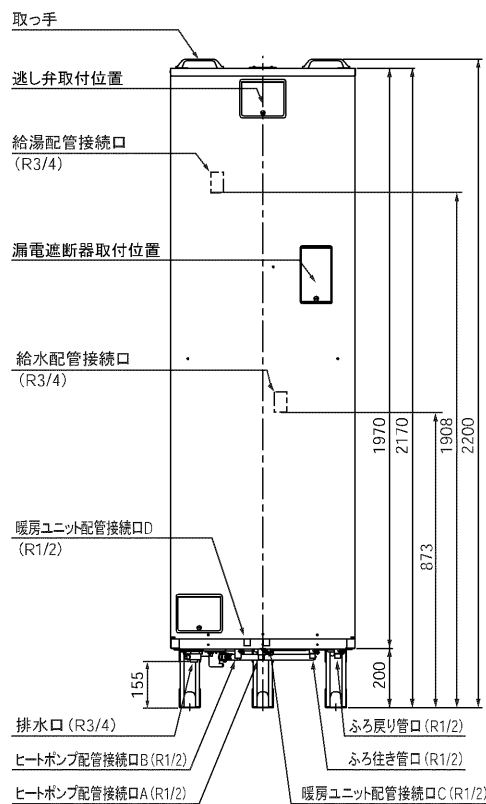 取っ手
逃し弁取付位置
給湯配管接続口
(R3/4)
漏電遮断器取付位置
給水配管接続口
(R3/4)
1970
2170
1908
2200
873
暖房ユニット配管接続口D
(R1/2)
155
200
排水口(R3/4)
ふろ戻り管口(R1/2)
ヒートポンプ配管接続口B(R1/2)
ふろ往き管口(R1/2)
ヒートポンプ配管接続口A(R1/2)
暖房ユニット配管接続口C(R1/2)